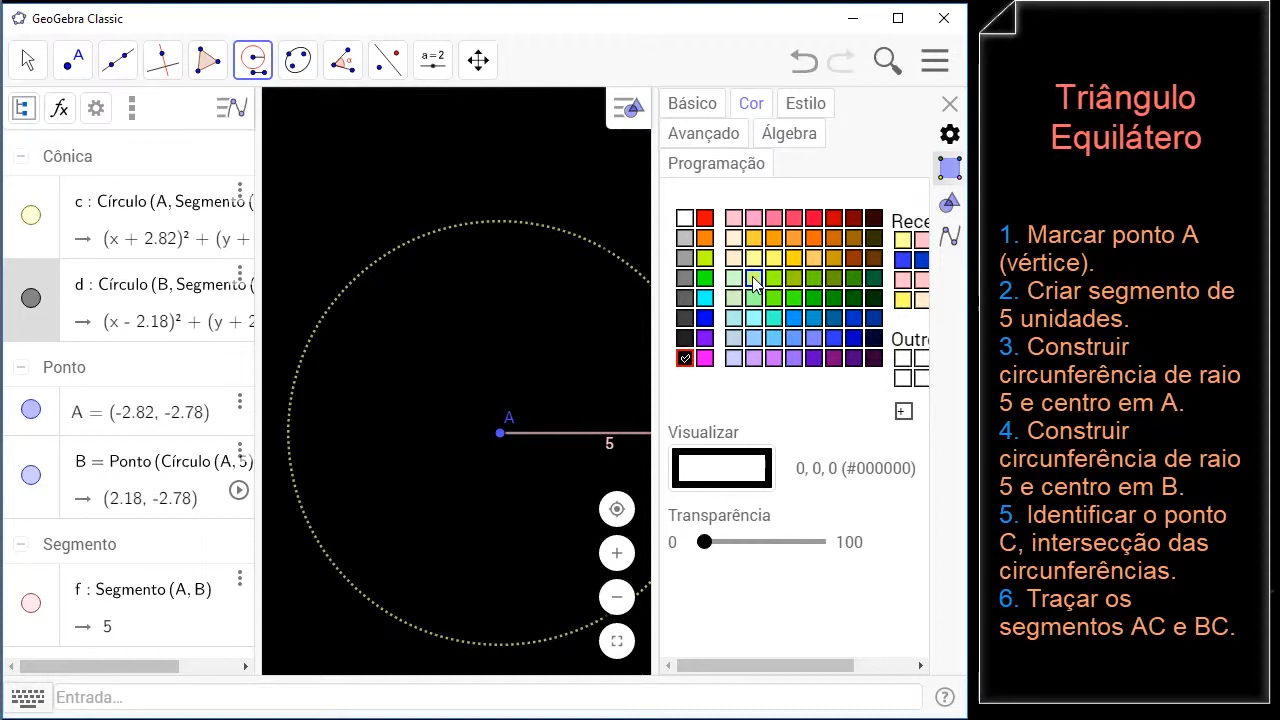 GeoGebra Classic
A
a=2
fx
Cônica
c : Círculo (A, Segmento (
→ (x + 2.82)² + (y +
d : Círculo (B, Segmento (
→ (x - 2.18)² + (y + 2
Ponto
A = (-2.82, -2.78)
B = Ponto (Círculo (A, 5)
→ (2.18, -2.78)
Segmento
f : Segmento (A, B)
→ 5
Entrada...
A
5
Básico
Cor
Estilo
Avançado
Álgebra
Programação
Rece
Outr
+
Visualizar
0, 0, 0 (#000000)
Transparência
0
100
Triângulo
Equilátero
1. Marcar ponto A
(vértice).
2. Criar segmento de
5 unidades.
3. Construir
circunferência de raio
5 e centro em A.
4. Construir
circunferência de raio
5 e centro em B.
5. Identificar o ponto
C, intersecção das
circunferências.
6. Traçar os
segmentos AC e BC.